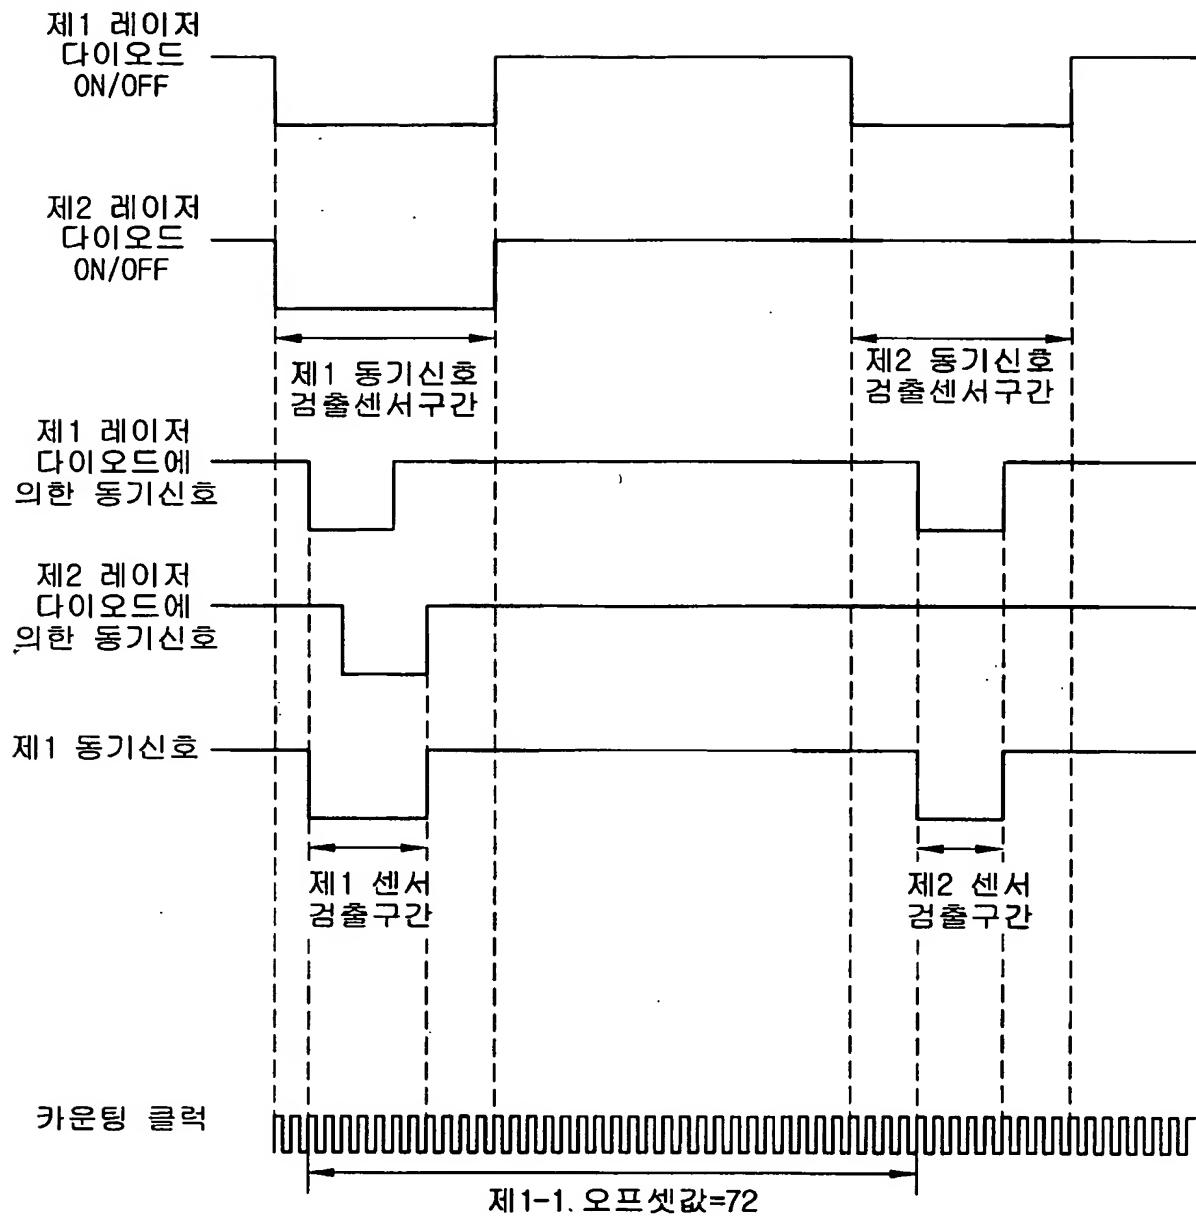 제1 레이저
다이오드
ON/OFF
제2 레이저
다이오드
ON/OFF
제1 동기신호
검출센서구간
제2 동기신호
검출센서구간
제1 레이저
다이오드에
의한 동기신호
제2 레이저
다이오드에
의한 동기신호
제1 동기신호
제1 센서
검출구간
제2 센서
검출구간
카운팅 클럭
제1-1. 오프셋값=72